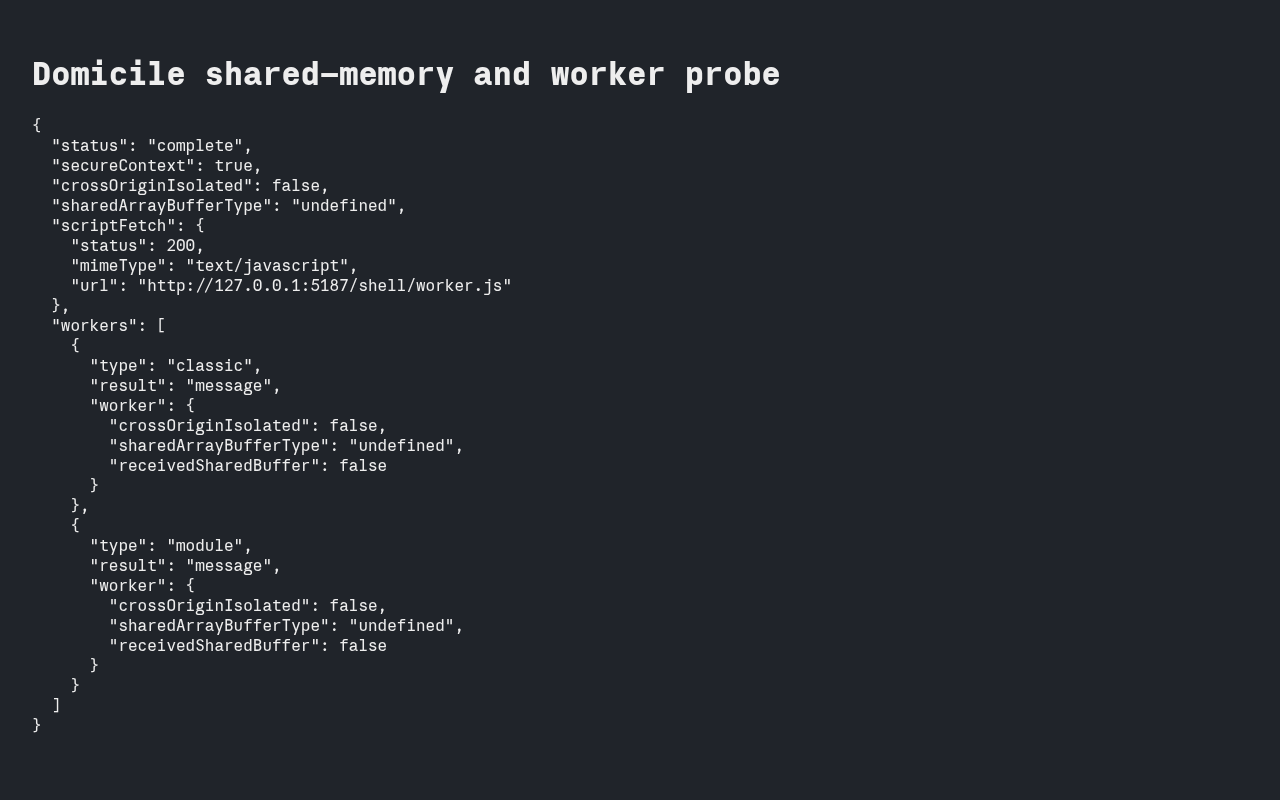 Domicile shared-memory and worker probe
{
  "status": "complete",
  "secureContext": true,
  "crossOriginIsolated": false,
  "sharedArrayBufferType": "undefined",
  "scriptFetch": {
    "status": 200,
    "mimeType": "text/javascript",
    "url": "http://127.0.0.1:5187/shell/worker.js"
  },
  "workers": [
    {
      "type": "classic",
      "result": "message",
      "worker": {
        "crossOriginIsolated": false,
        "sharedArrayBufferType": "undefined",
        "receivedSharedBuffer": false
      }
    },
    {
      "type": "module",
      "result": "message",
      "worker": {
        "crossOriginIsolated": false,
        "sharedArrayBufferType": "undefined",
        "receivedSharedBuffer": false
      }
    }
  ]
}